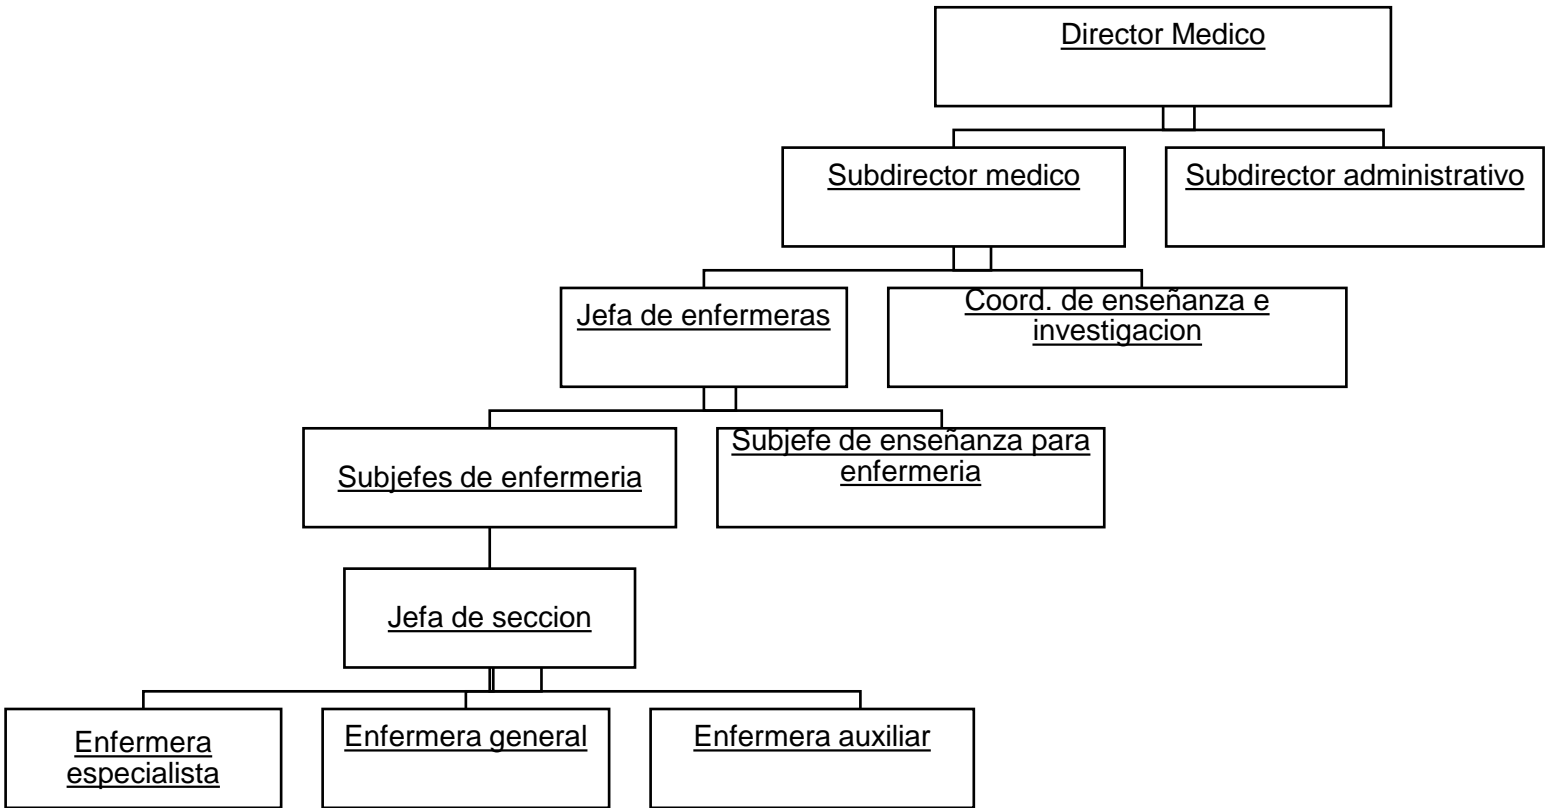 Director Medico
Subdirector medico
Subdirector administrativo
Jefa de enfermeras
Coord. de enseñanza e
investigacion
Subjefes de enfermeria
Subjefe de enseñanza para
enfermeria
Jefa de seccion
Enfermera
especialista
Enfermera general
Enfermera auxiliar